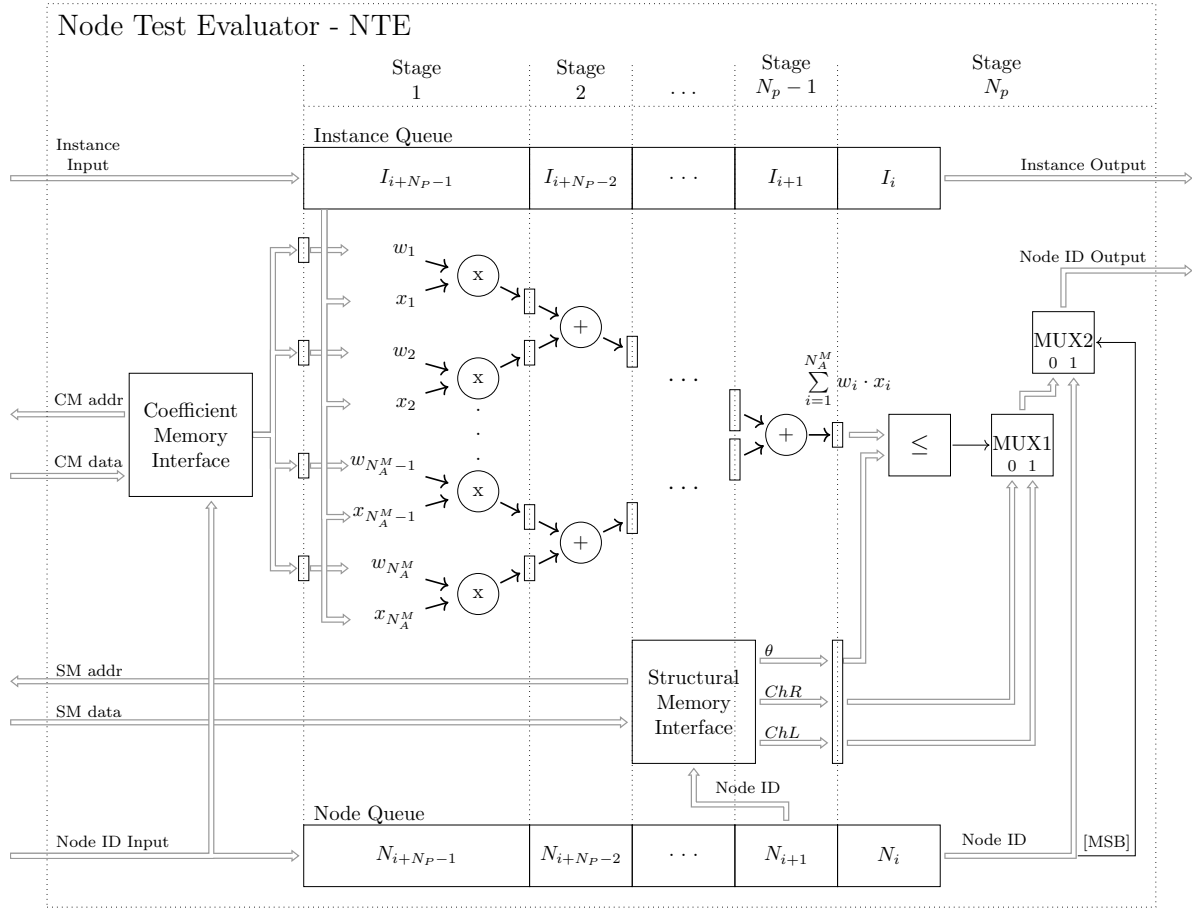 Node Test Evaluator - NTE
Stage 1
Stage 2
. . .
Stage N_p − 1
Stage N_p
Instance Input
Instance Queue
I_{i+N_P−1}
I_{i+N_P−2}
. . .
I_{i+1}
I_i
Instance Output
w_1
x
x_1
+
w_2
x
x_2
.
.
.
w_{N_A^M−1}
x
x_{N_A^M−1}
+
w_{N_A^M}
x
x_{N_A^M}
. . .
. . .
+
\sum_{i=1}^{N_A^M} w_i · x_i
≤
Node ID Output
MUX2
0 1
MUX1
0 1
CM addr
CM data
Coefficient
Memory
Interface
SM addr
SM data
Structural
Memory
Interface
θ
ChR
ChL
Node ID
Node Queue
Node ID Input
N_{i+N_P−1}
N_{i+N_P−2}
. . .
N_{i+1}
N_i
Node ID
[MSB]